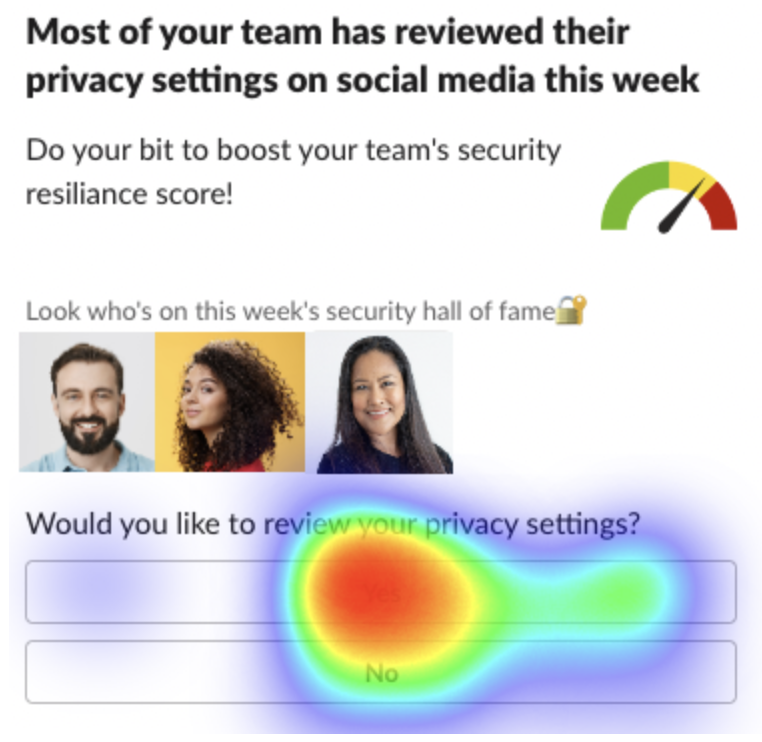 Most of your team has reviewed their
privacy settings on social media this week
Do your bit to boost your team's security
resiliance score!
Look who's on this week's security hall of fame
Would you like to review your privacy settings?
Yes
No